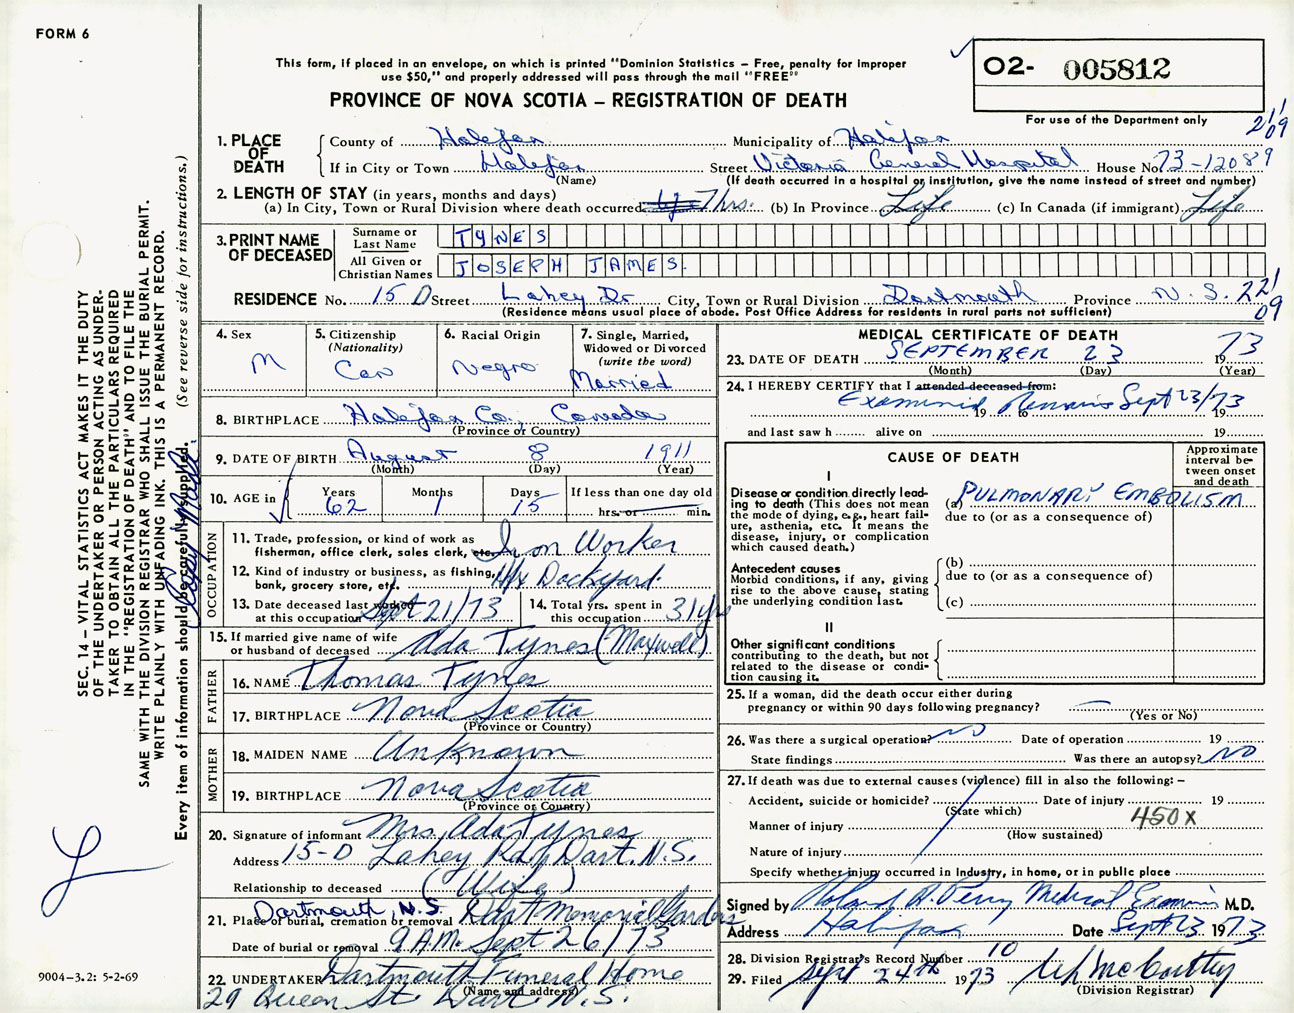 FORM 6
This form, if placed in an envelope, on which is printed "Dominion Statistics – Free, penalty for improper
use $50," and properly addressed will pass through the mail "FREE"
PROVINCE OF NOVA SCOTIA – REGISTRATION OF DEATH
O2- 005812
For use of the Department only
21/09
1. PLACE OF DEATH County of Halifax Municipality of Halifax
If in City or Town Halifax Street Victoria General Hospital House No 73-12089
(Name) (If death occurred in a hospital or institution, give the name instead of street and number)
2. LENGTH OF STAY (in years, months and days)
(a) In City, Town or Rural Division where death occurred 7 hrs. (b) In Province Life (c) In Canada (if immigrant) Life
3. PRINT NAME OF DECEASED Surname or Last Name TYNES
All Given or Christian Names JOSEPH JAMES.
RESIDENCE No. 15 D Street Lahey Dr City, Town or Rural Division Dartmouth Province N.S. 22/09
(Residence means usual place of abode. Post Office Address for residents in rural parts not sufficient)
4. Sex M
5. Citizenship (Nationality) Can
6. Racial Origin Negro
7. Single, Married, Widowed or Divorced (write the word) Married
8. BIRTHPLACE Halifax Co., Canada
(Province or Country)
9. DATE OF BIRTH August 8 1911
(Month) (Day) (Year)
10. AGE in Years 62 Months 1 Days 15 If less than one day old
hrs. or min.
OCCUPATION
11. Trade, profession, or kind of work as
fisherman, office clerk, sales clerk, etc. Iron Worker
12. Kind of industry or business, as fishing,
bank, grocery store, etc. Hfx Dockyard.
13. Date deceased last worked
at this occupation Sept 21/73
14. Total yrs. spent in
this occupation 31 yrs
15. If married give name of wife
or husband of deceased Ada Tynes (Maxwell)
FATHER
16. NAME Thomas Tynes
17. BIRTHPLACE Nova Scotia
(Province or Country)
MOTHER
18. MAIDEN NAME Unknown
19. BIRTHPLACE Nova Scotia
(Province or Country)
20. Signature of informant Mrs. Ada Tynes
Address 15-D Lahey Rd, Dart. N.S.
Relationship to deceased (Wife)
21. Place of burial, cremation or removal Dartmouth, N.S. Dart Memorial Gardens
Date of burial or removal 9 A.M. Sept 26/73
22. UNDERTAKER Dartmouth Funeral Home
(Name and address)
29 Queen St. Dart. N.S.
MEDICAL CERTIFICATE OF DEATH
23. DATE OF DEATH SEPTEMBER 23 1973
(Month) (Day) (Year)
24. I HEREBY CERTIFY that I attended deceased from:
Examined Remains Sept 23/73
19 to 19
and last saw h alive on 19
CAUSE OF DEATH
Approximate interval between onset and death
I
Disease or condition directly leading to death (This does not mean the mode of dying, e.g., heart failure, asthenia, etc. It means the disease, injury, or complication which caused death.)
(a) PULMONARY EMBOLISM
due to (or as a consequence of)
Antecedent causes
Morbid conditions, if any, giving rise to the above cause, stating the underlying condition last.
(b)
due to (or as a consequence of)
(c)
II
Other significant conditions
contributing to the death, but not related to the disease or condition causing it.
25. If a woman, did the death occur either during
pregnancy or within 90 days following pregnancy?
(Yes or No)
26. Was there a surgical operation? NO Date of operation 19
State findings Was there an autopsy? NO
27. If death was due to external causes (violence) fill in also the following: –
Accident, suicide or homicide? Date of injury 19
(State which)
Manner of injury 450X
(How sustained)
Nature of injury
Specify whether injury occurred in Industry, in home, or in public place
Signed by Roland A. Perry Medical Examiner M.D.
Address Halifax Date Sept 23 1973
28. Division Registrar's Record Number 10
29. Filed Sept 24th 1973
(Division Registrar)
SEC. 14 – VITAL STATISTICS ACT MAKES IT THE DUTY
OF THE UNDERTAKER OR PERSON ACTING AS UNDER-
TAKER TO OBTAIN ALL THE PARTICULARS REQUIRED
IN THE "REGISTRATION OF DEATH" AND TO FILE THE
SAME WITH THE DIVISION REGISTRAR WHO SHALL ISSUE THE BURIAL PERMIT.
WRITE PLAINLY WITH UNFADING INK. THIS IS A PERMANENT RECORD.
Every item of information should be carefully supplied. (See reverse side for instructions.)
9004-3.2: 5-2-69